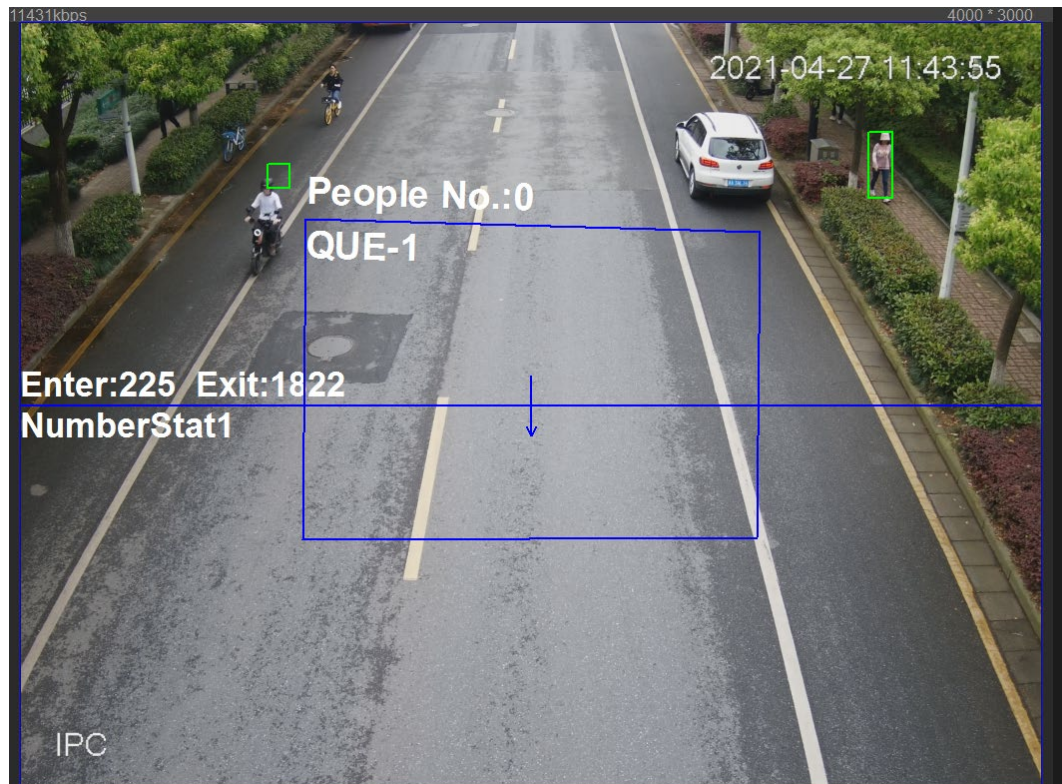 11431kbps
4000 * 3000
2021-04-27 11:43:55
People No.:0
QUE-1
Enter:225 Exit:1822
NumberStat1
IPC